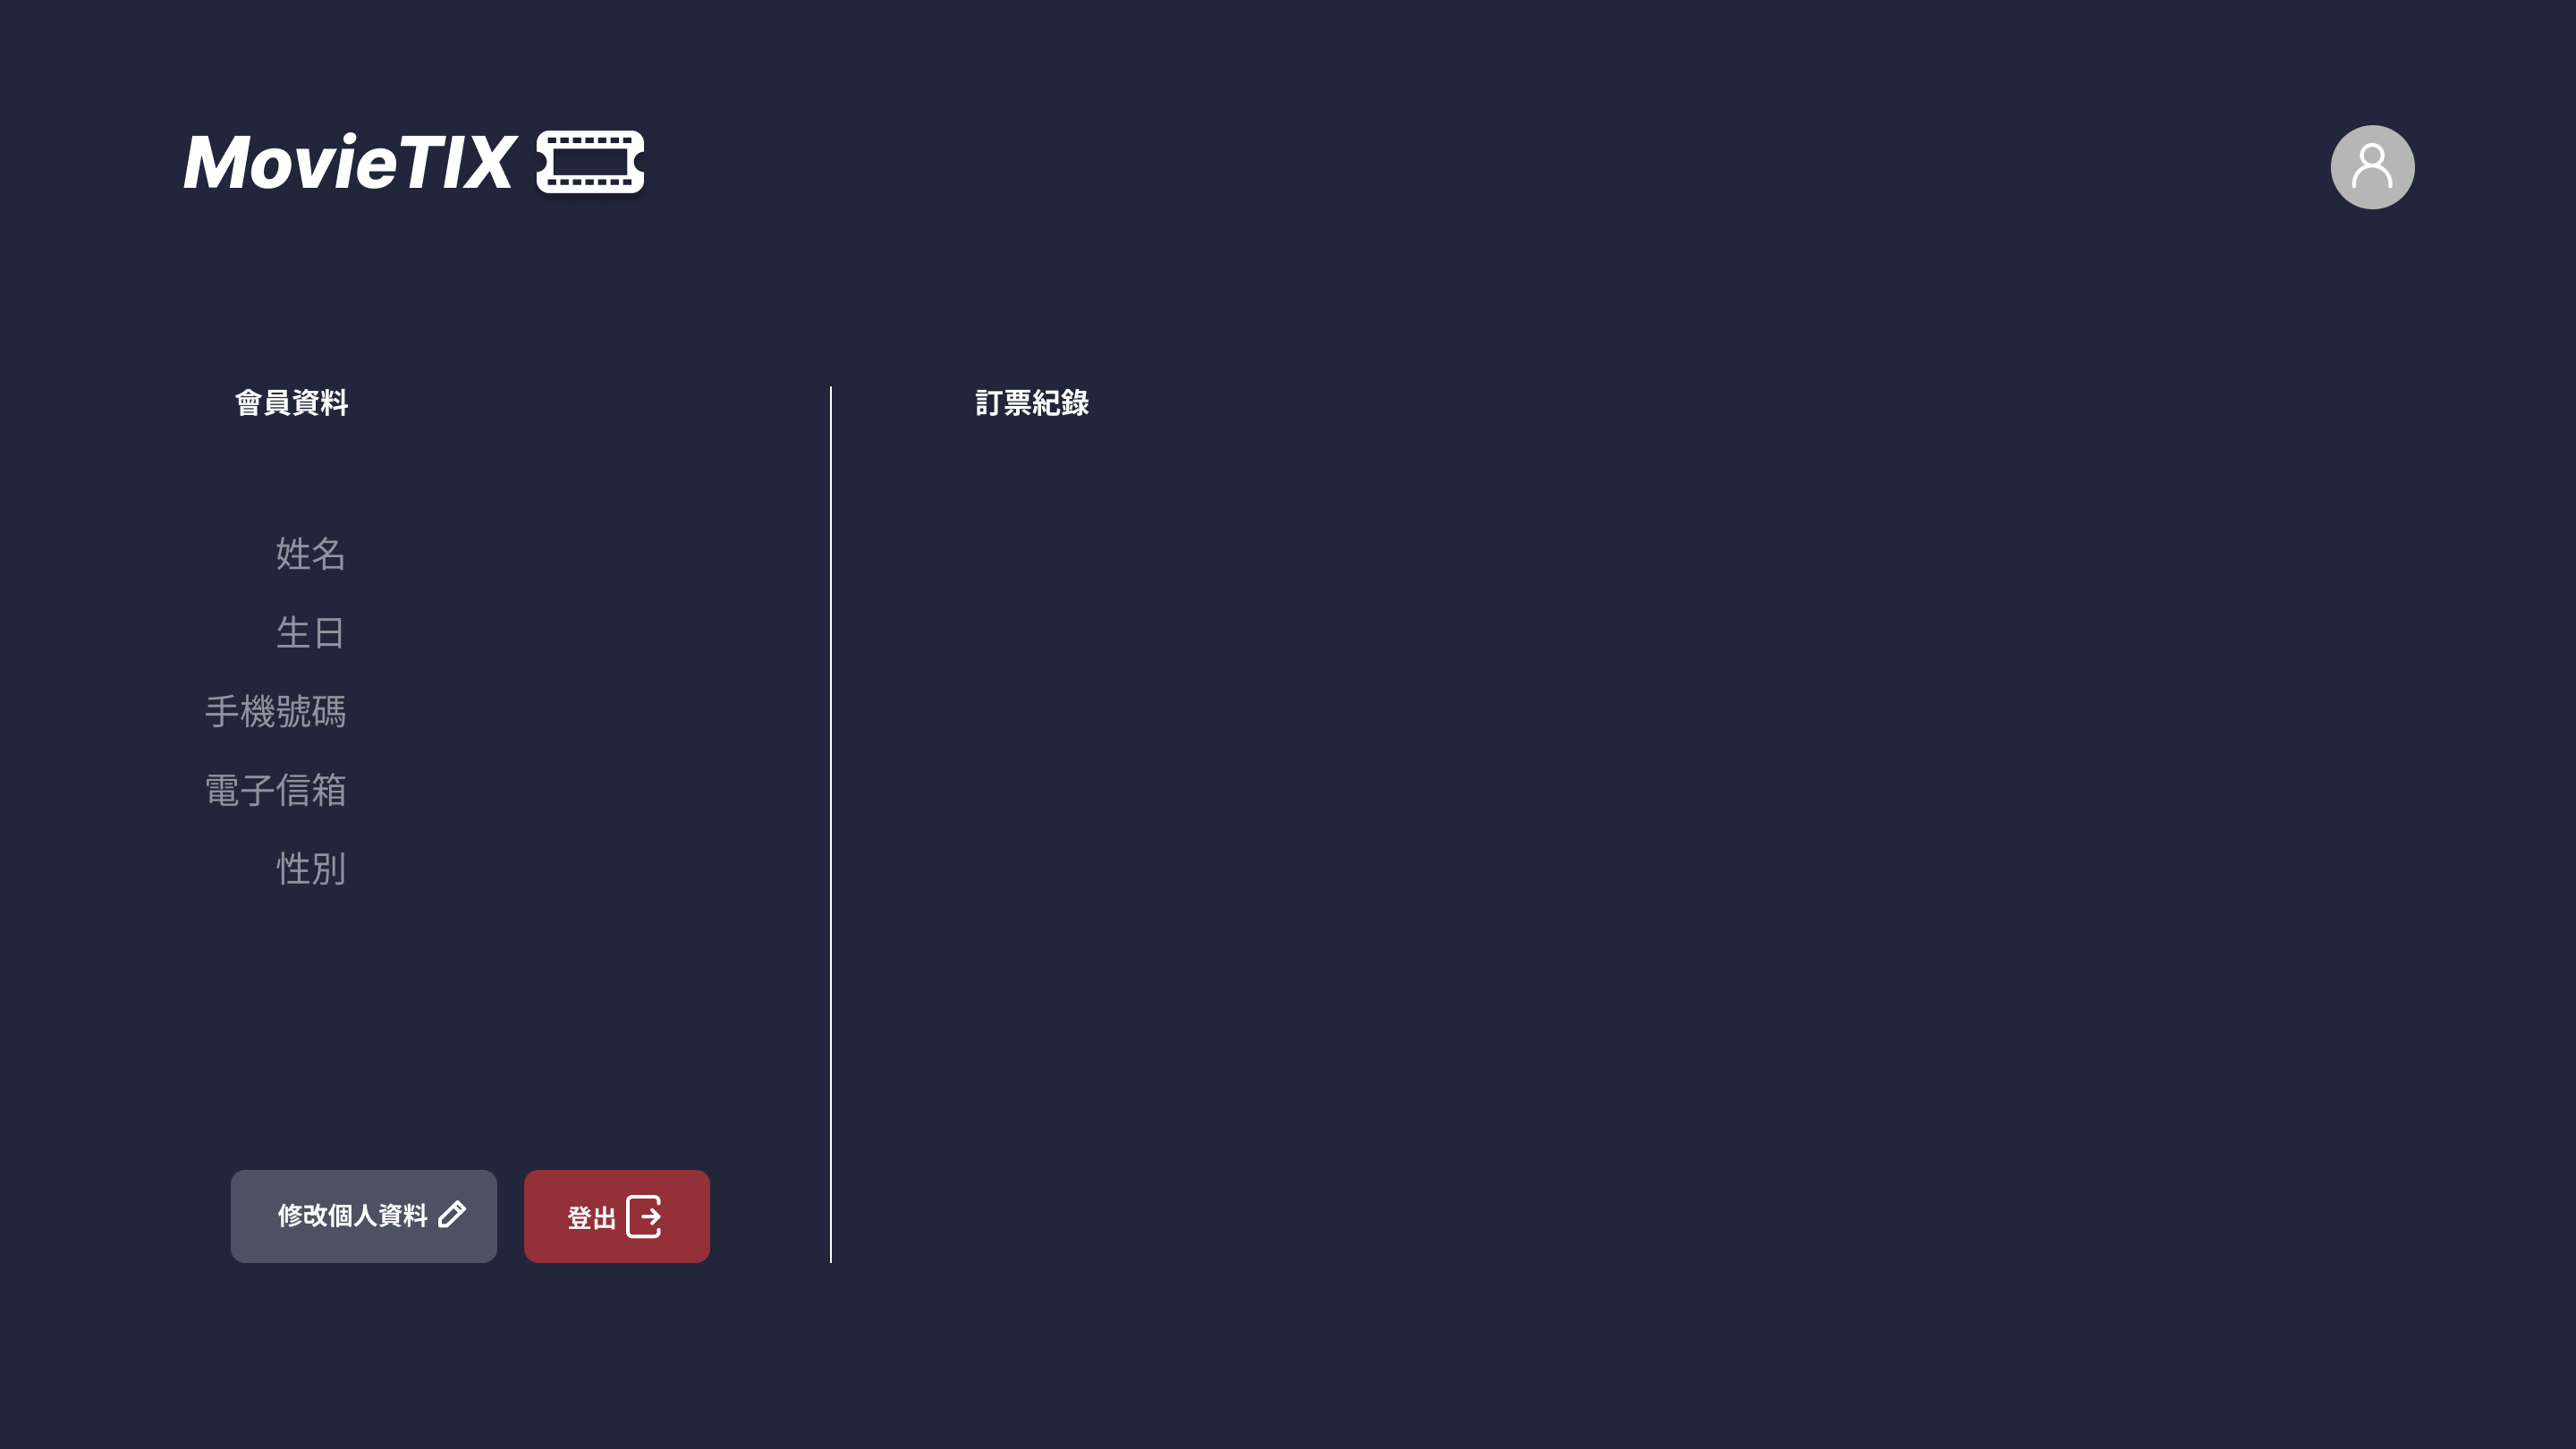 MovieTIX
會員資料
姓名
生日
手機號碼
電子信箱
性別
修改個人資料
登出
訂票紀錄